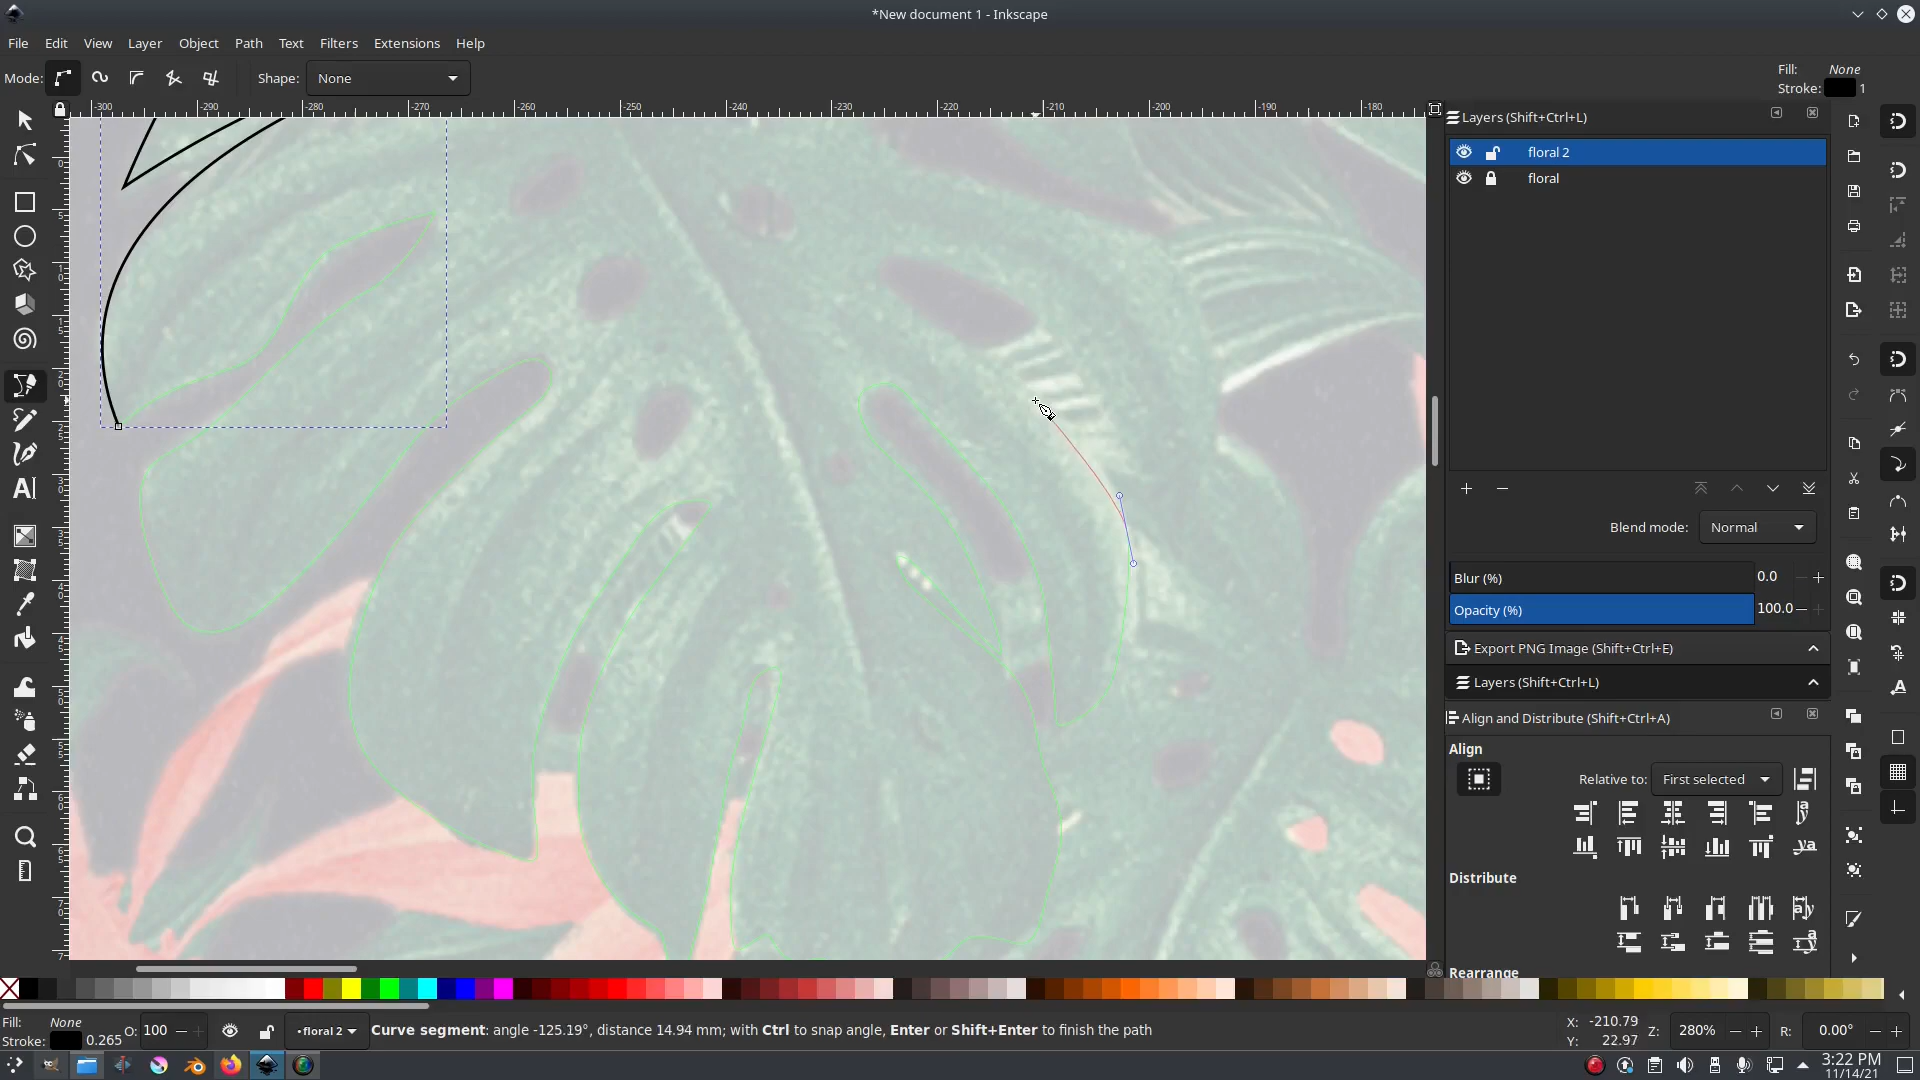 *New document 1 - Inkscape
File Edit View Layer Object Path Text Filters Extensions Help
Mode: Shape: None
Fill: None
Stroke: 1
-300 -290 -280 -270 -260 -250 -240 -230 -220 -210 -200 -190 -180
Layers (Shift+Ctrl+L)
floral 2
floral
Blend mode: Normal
Blur (%) 0.0
Opacity (%) 100.0
Export PNG Image (Shift+Ctrl+E)
Layers (Shift+Ctrl+L)
Align and Distribute (Shift+Ctrl+A)
Align
Relative to: First selected
Distribute
Rearrange
Fill: None
Stroke: 0.265
O: 100
floral 2
Curve segment: angle -125.19°, distance 14.94 mm; with Ctrl to snap angle, Enter or Shift+Enter to finish the path
X: -210.79
Y: 22.97
Z: 280%
R: 0.00°
3:22 PM
11/14/21